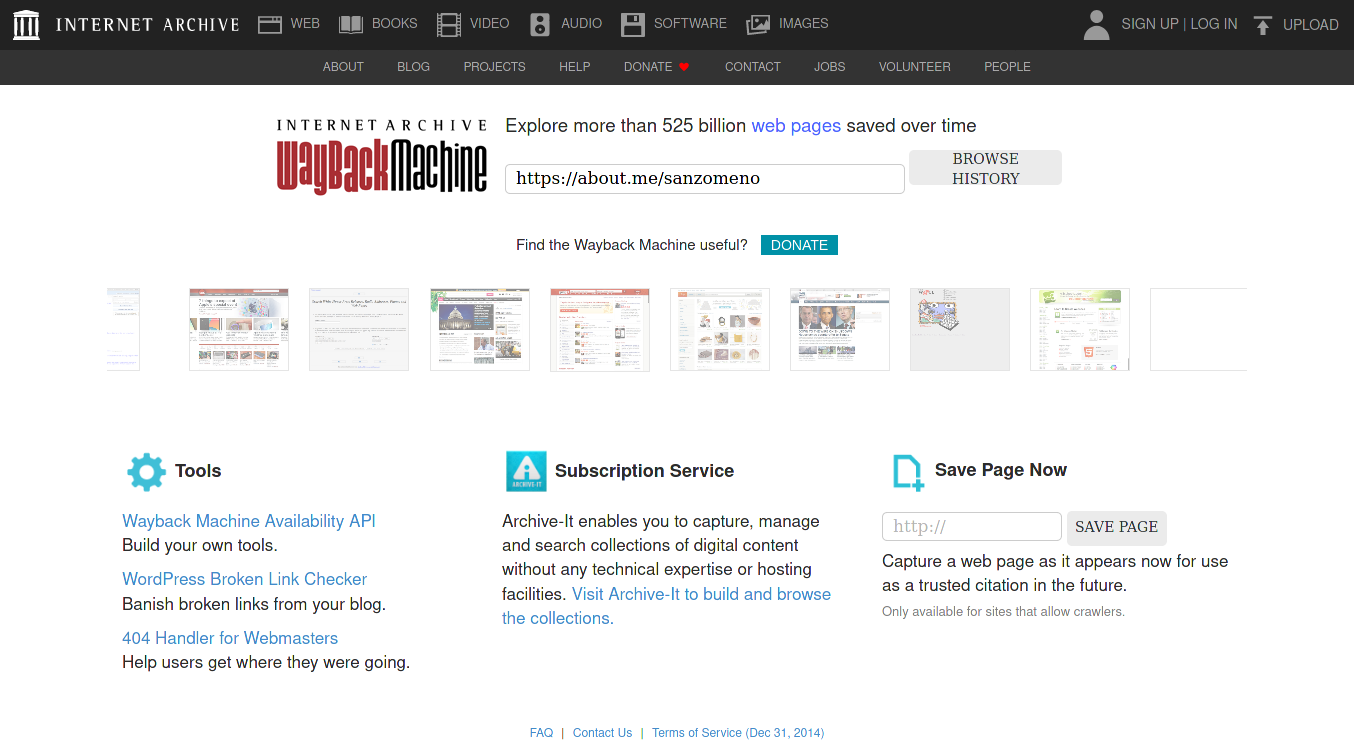 INTERNET ARCHIVE
WEB
BOOKS
VIDEO
AUDIO
SOFTWARE
IMAGES
SIGN UP | LOG IN
UPLOAD
ABOUT
BLOG
PROJECTS
HELP
DONATE
CONTACT
JOBS
VOLUNTEER
PEOPLE
INTERNET ARCHIVE
WayBackMachine
Explore more than 525 billion web pages saved over time
https://about.me/sanzomeno
BROWSE
HISTORY
Find the Wayback Machine useful?
DONATE
Tools
Wayback Machine Availability API
Build your own tools.
WordPress Broken Link Checker
Banish broken links from your blog.
404 Handler for Webmasters
Help users get where they were going.
ARCHIVE-IT
Subscription Service
Archive-It enables you to capture, manage
and search collections of digital content
without any technical expertise or hosting
facilities. Visit Archive-It to build and browse
the collections.
Save Page Now
http://
SAVE PAGE
Capture a web page as it appears now for use
as a trusted citation in the future.
Only available for sites that allow crawlers.
FAQ | Contact Us | Terms of Service (Dec 31, 2014)